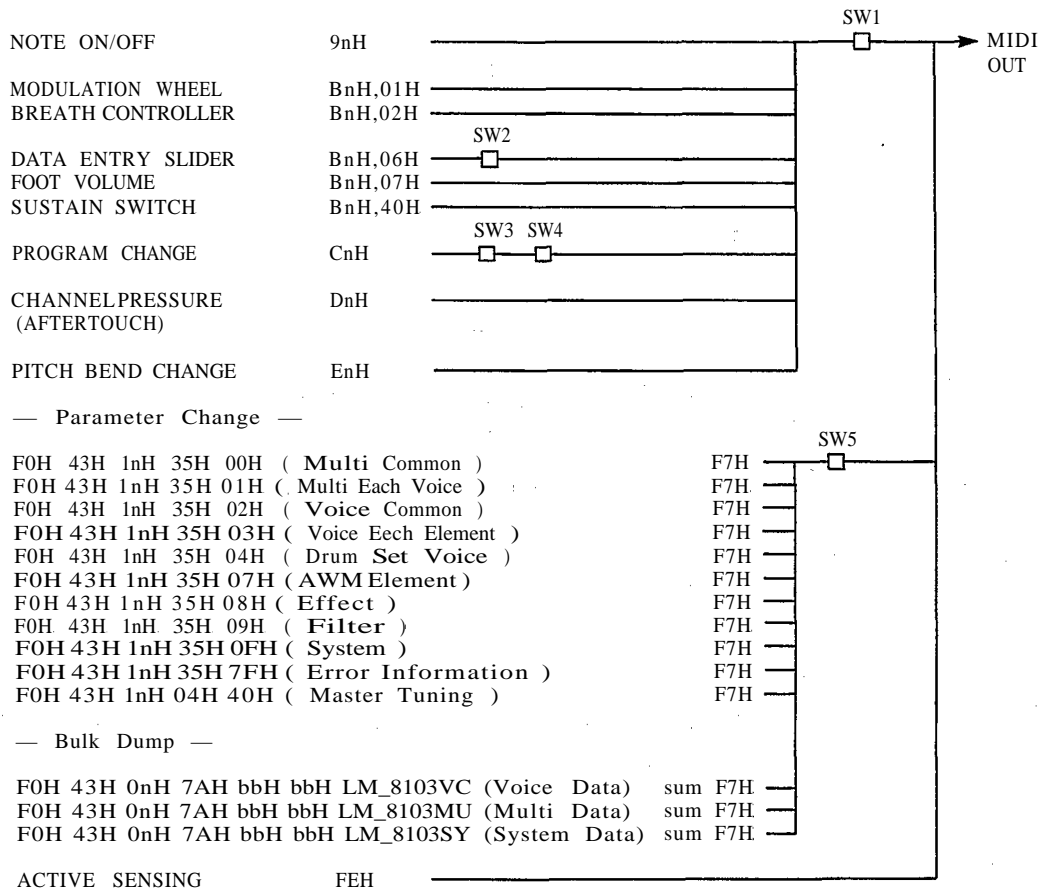 SW1
NOTE ON/OFF 9nH MIDI
OUT
MODULATION WHEEL BnH,01H
BREATH CONTROLLER BnH,02H
SW2
DATA ENTRY SLIDER BnH,06H
FOOT VOLUME BnH,07H
SUSTAIN SWITCH BnH,40H
SW3 SW4
PROGRAM CHANGE CnH
CHANNEL PRESSURE DnH
(AFTERTOUCH)
PITCH BEND CHANGE EnH
— Parameter Change —
SW5
F0H 43H 1nH 35H 00H ( Multi Common ) F7H
F0H 43H 1nH 35H 01H ( Multi Each Voice ) F7H
F0H 43H 1nH 35H 02H ( Voice Common ) F7H
F0H 43H 1nH 35H 03H ( Voice Eech Element ) F7H
F0H 43H 1nH 35H 04H ( Drum Set Voice ) F7H
F0H 43H 1nH 35H 07H ( AWM Element ) F7H
F0H 43H 1nH 35H 08H ( Effect ) F7H
F0H 43H 1nH 35H 09H ( Filter ) F7H
F0H 43H 1nH 35H 0FH ( System ) F7H
F0H 43H 1nH 35H 7FH ( Error Information ) F7H
F0H 43H 1nH 04H 40H ( Master Tuning ) F7H
— Bulk Dump —
F0H 43H 0nH 7AH bbH bbH LM_8103VC (Voice Data) sum F7H
F0H 43H 0nH 7AH bbH bbH LM_8103MU (Multi Data) sum F7H
F0H 43H 0nH 7AH bbH bbH LM_8103SY (System Data) sum F7H
ACTIVE SENSING FEH